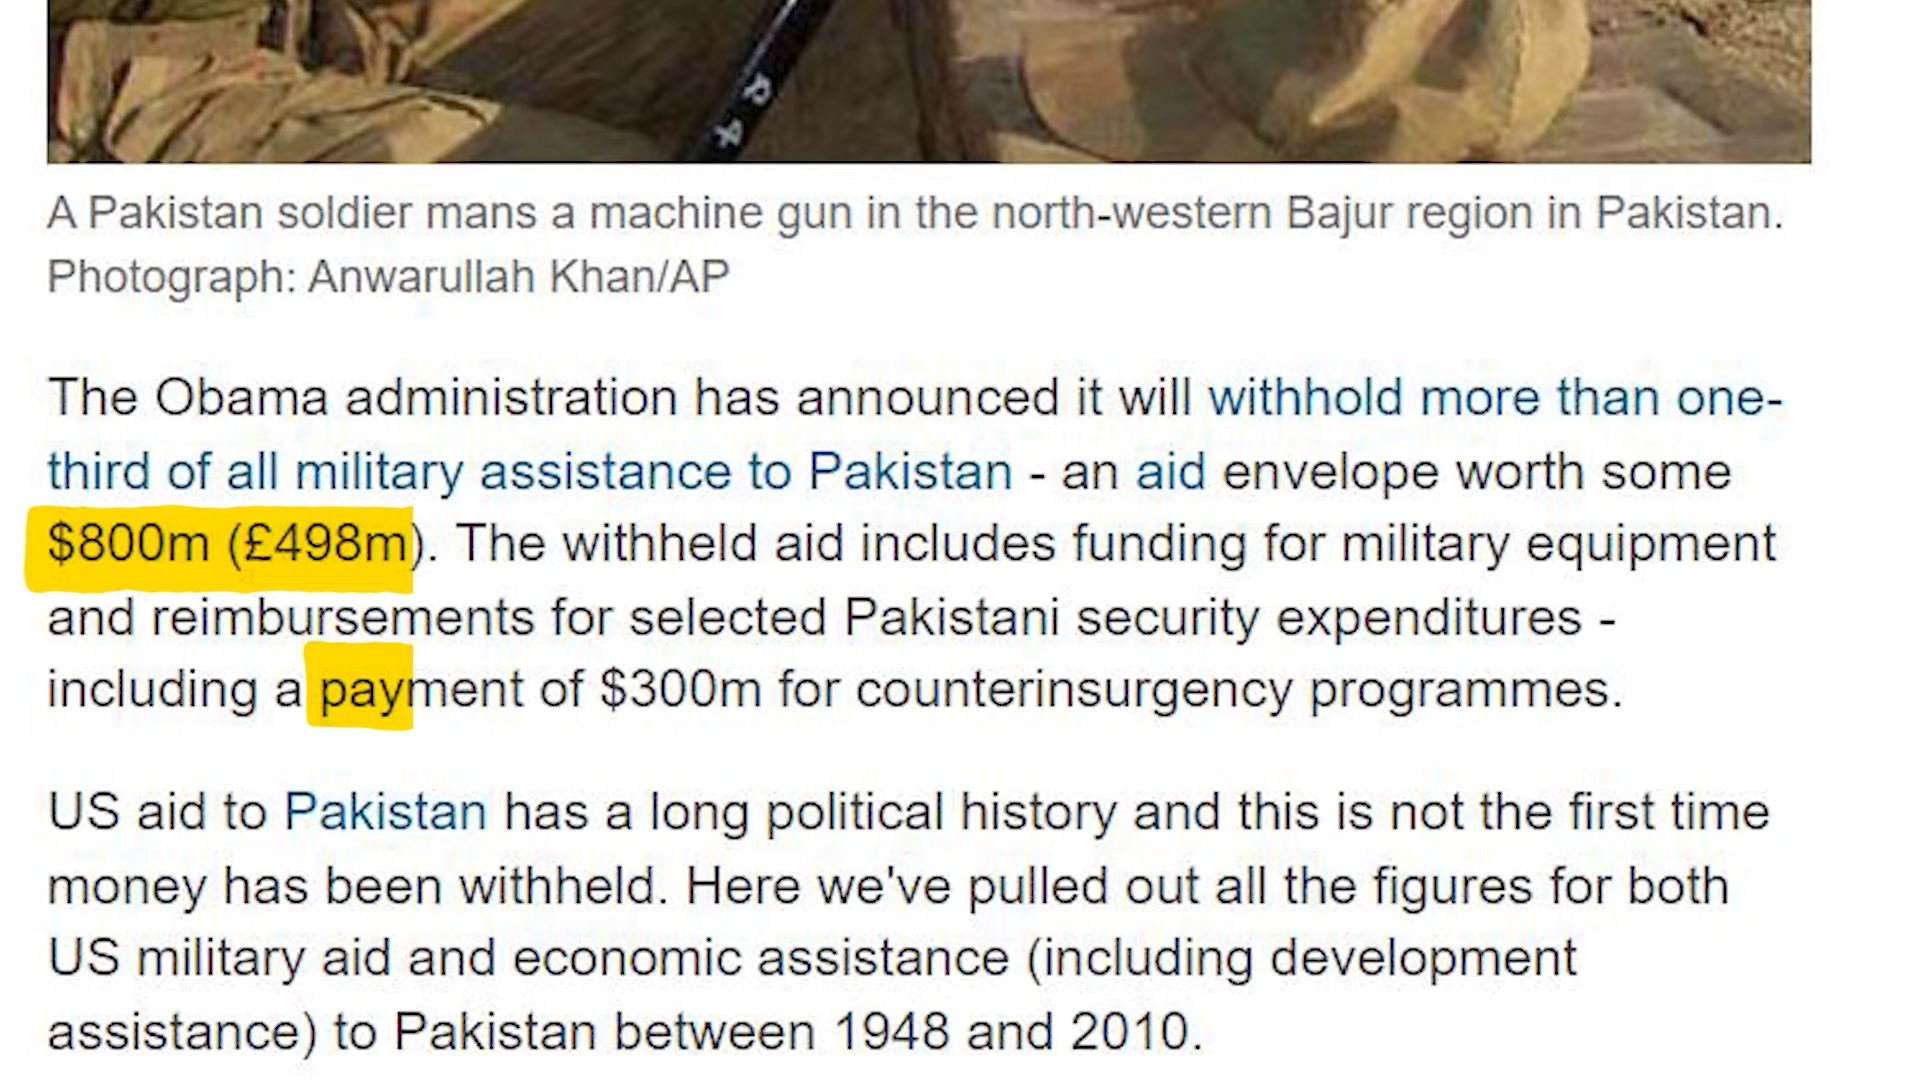 A Pakistan soldier mans a machine gun in the north-western Bajur region in Pakistan.
Photograph: Anwarullah Khan/AP
The Obama administration has announced it will withhold more than one-
third of all military assistance to Pakistan - an aid envelope worth some
$800m (£498m). The withheld aid includes funding for military equipment
and reimbursements for selected Pakistani security expenditures -
including a payment of $300m for counterinsurgency programmes.
US aid to Pakistan has a long political history and this is not the first time
money has been withheld. Here we've pulled out all the figures for both
US military aid and economic assistance (including development
assistance) to Pakistan between 1948 and 2010.